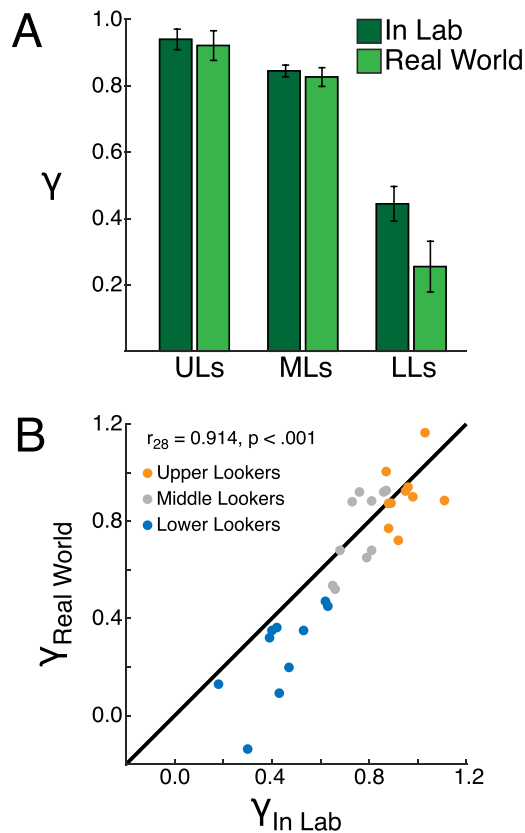 A
In Lab
Real World
γ
1.0
0.8
0.6
0.4
0.2
ULs MLs LLs
B
r28 = 0.914, p < .001
Upper Lookers
Middle Lookers
Lower Lookers
γReal World
1.2
0.8
0.4
0.0
0.0 0.4 0.8 1.2
γIn Lab